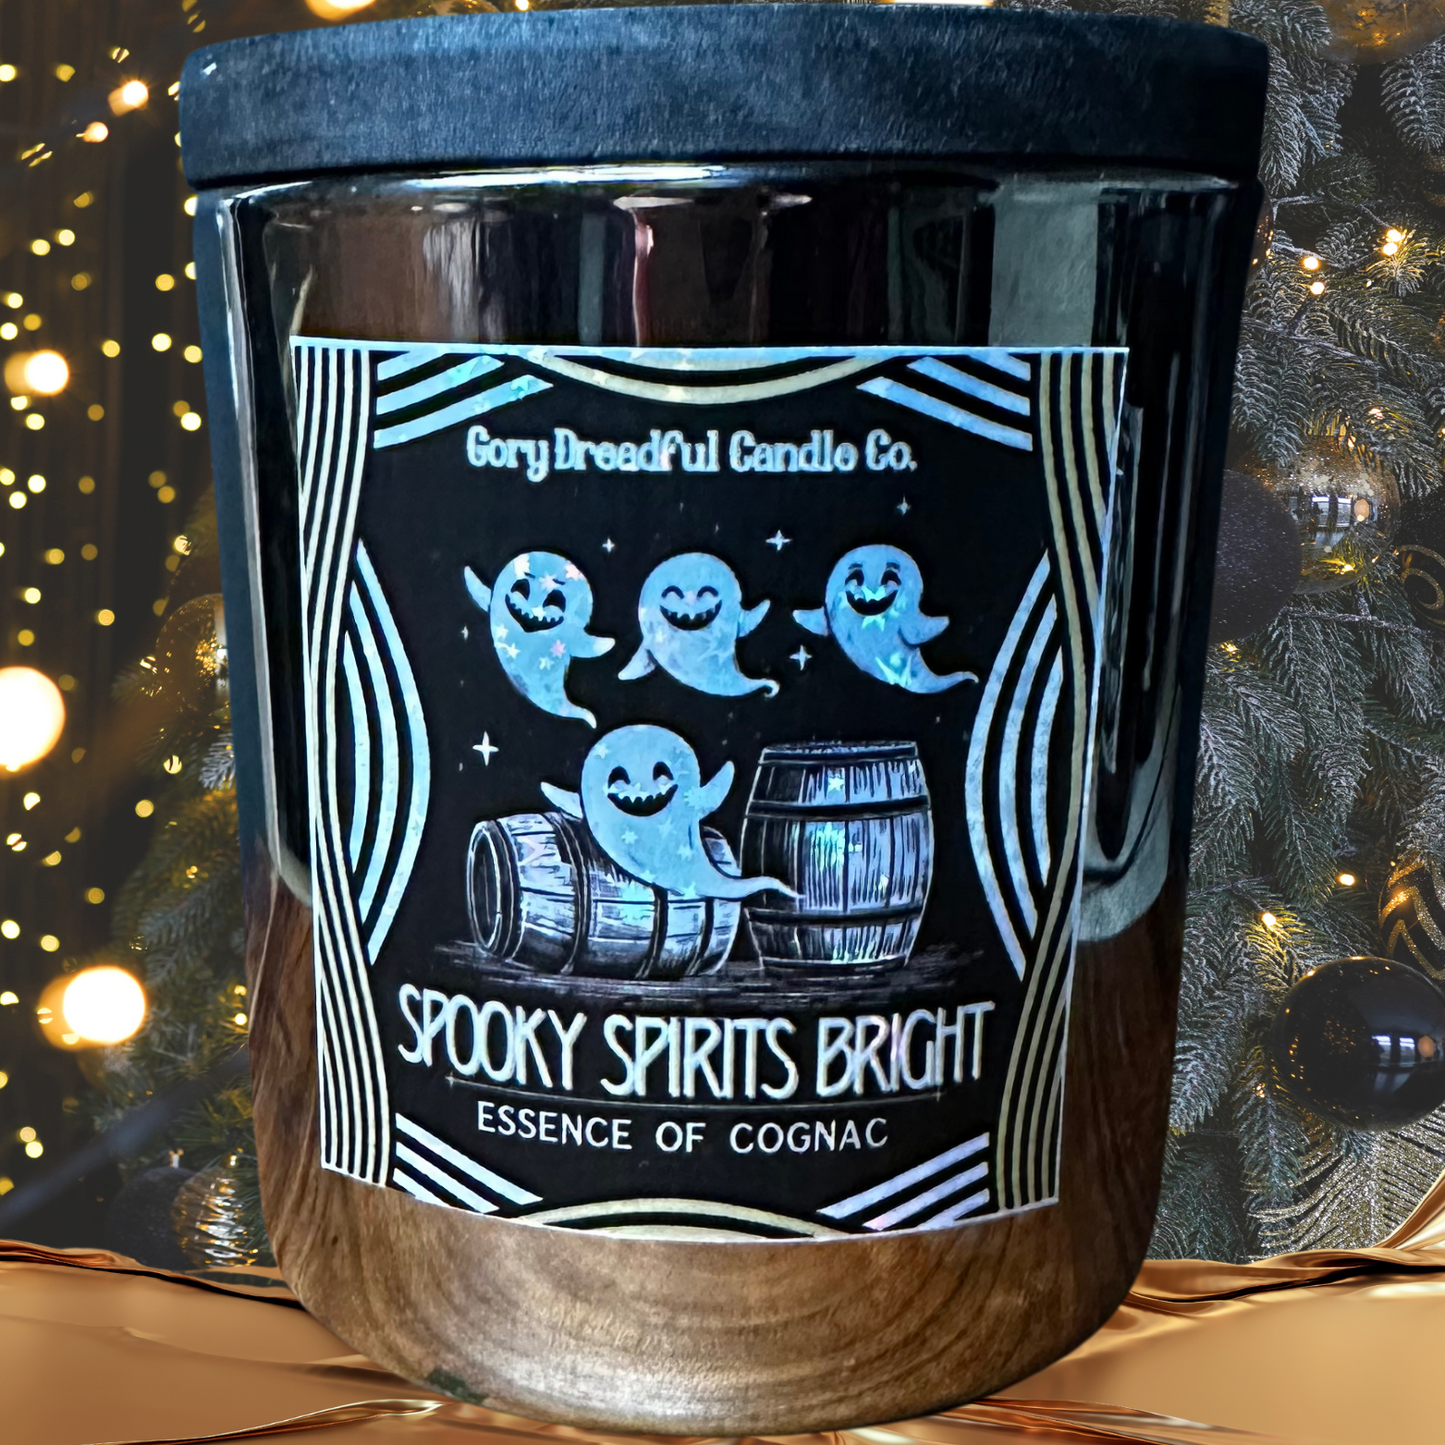 Gory Dreadful Candle Co.
SPOOKY SPIRITS BRIGHT
ESSENCE OF COGNAC